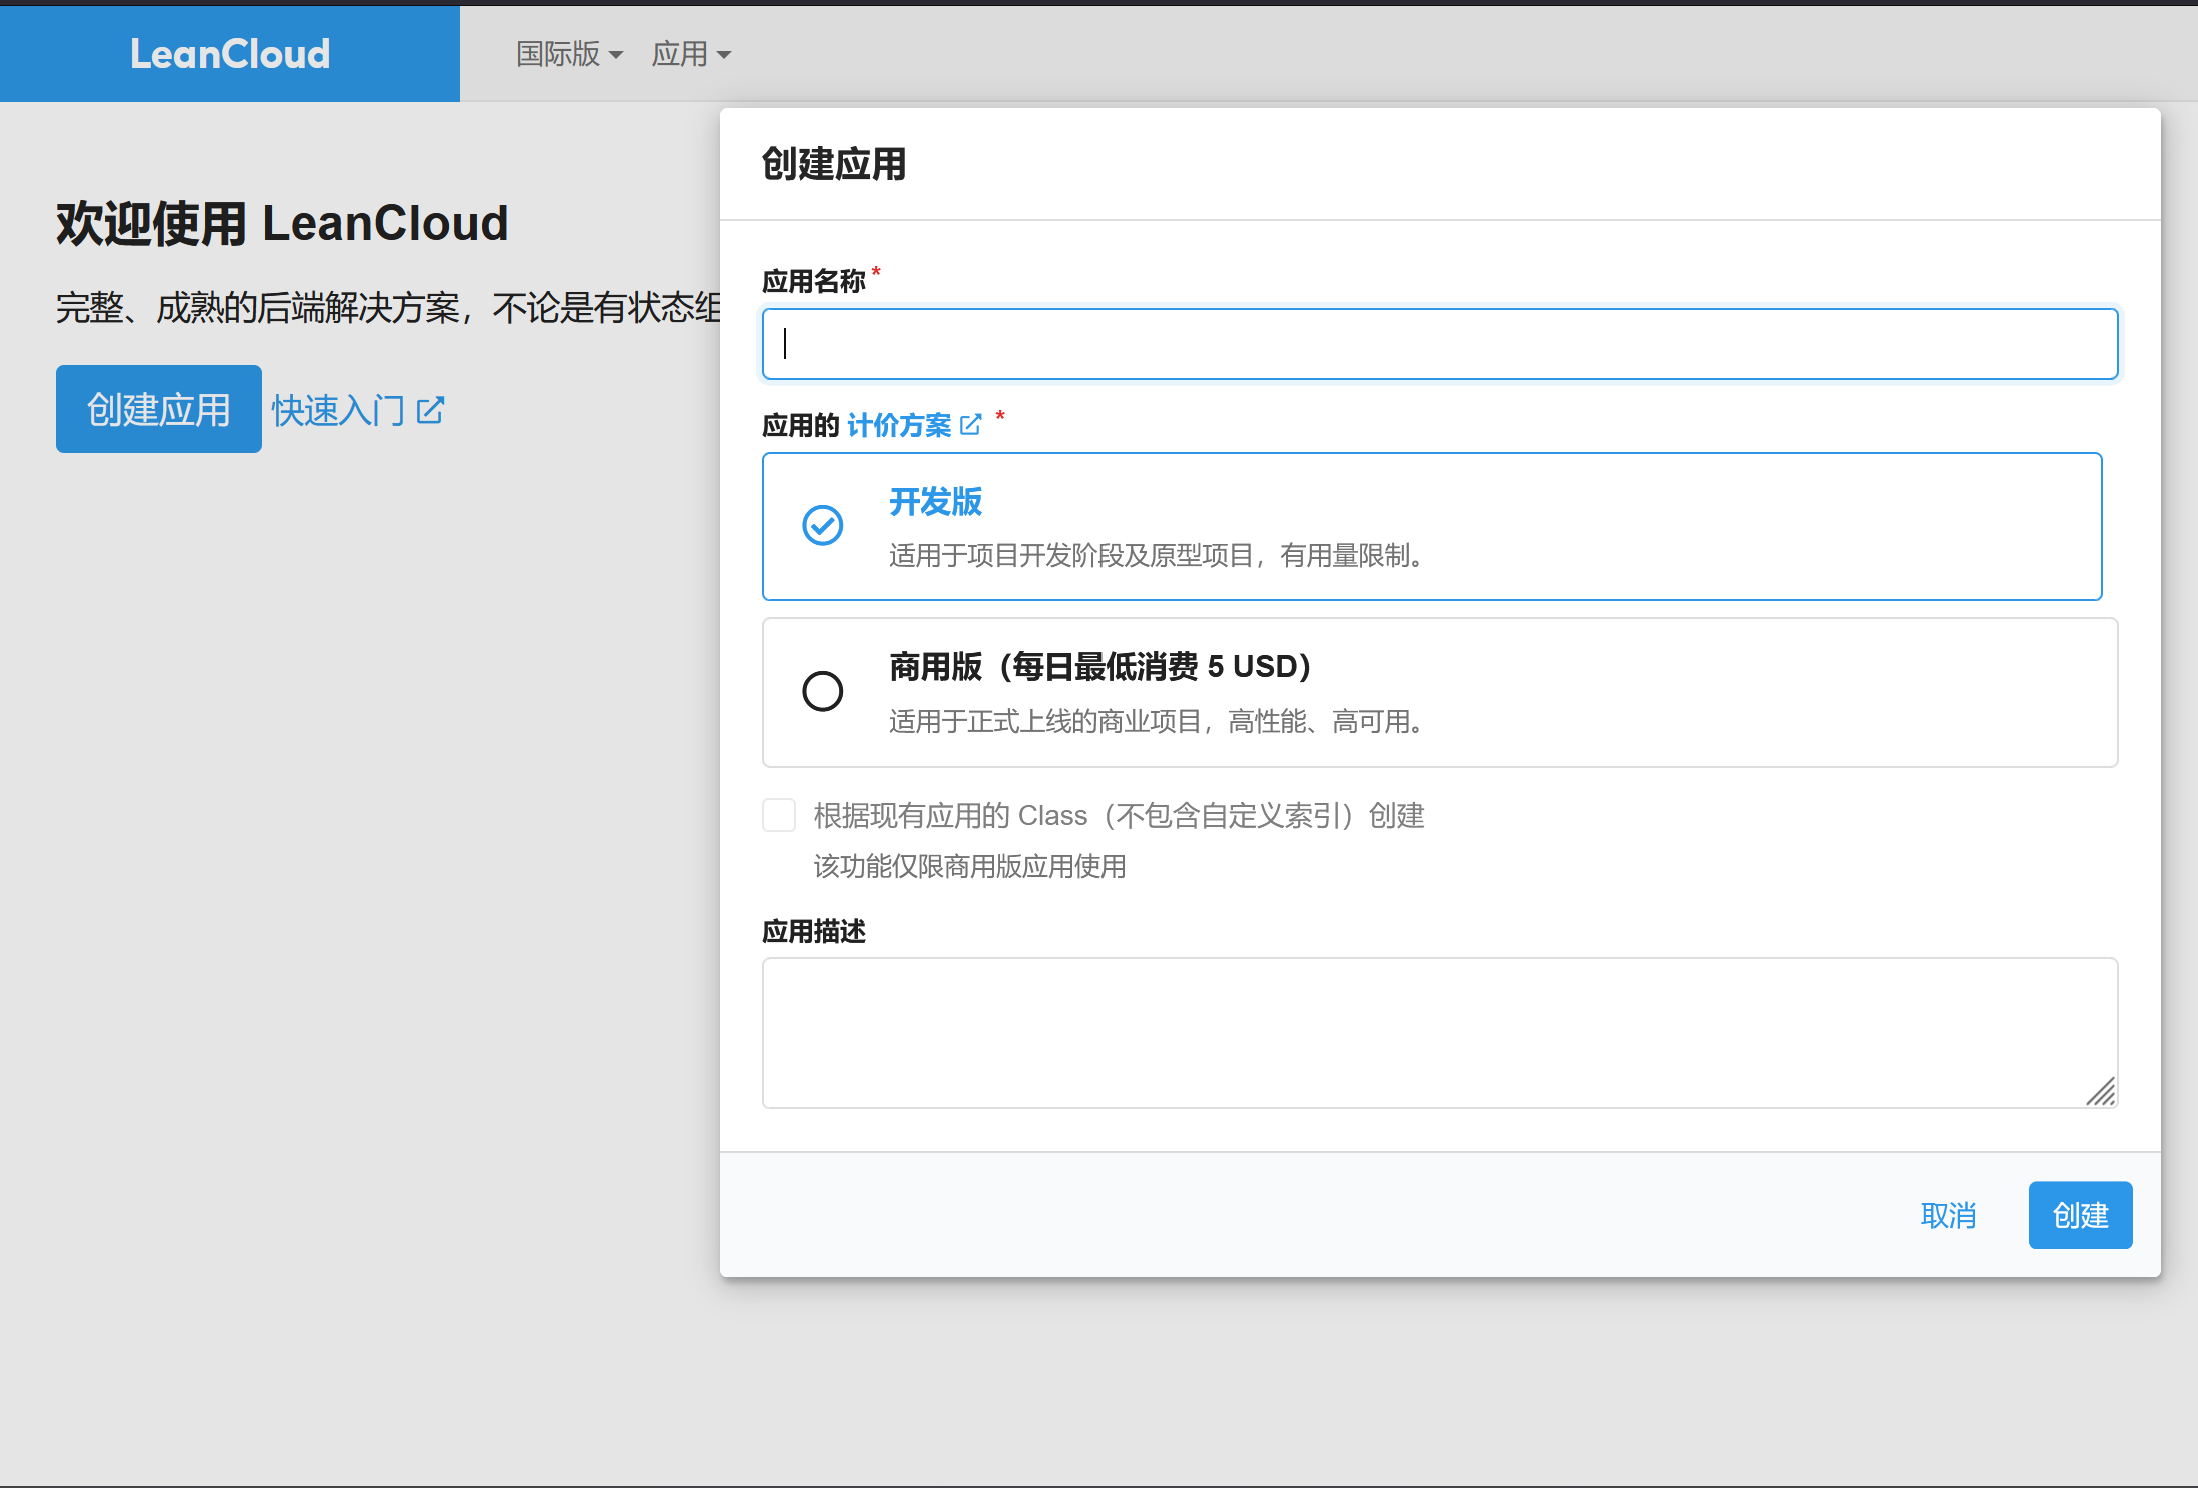 LeanCloud
国际版
应用
欢迎使用 LeanCloud
完整、成熟的后端解决方案，不论是有状态组
创建应用
快速入门
创建应用
应用名称 *
应用的 计价方案 *
开发版
适用于项目开发阶段及原型项目，有用量限制。
商用版（每日最低消费 5 USD）
适用于正式上线的商业项目，高性能、高可用。
根据现有应用的 Class（不包含自定义索引）创建
该功能仅限商用版应用使用
应用描述
取消
创建